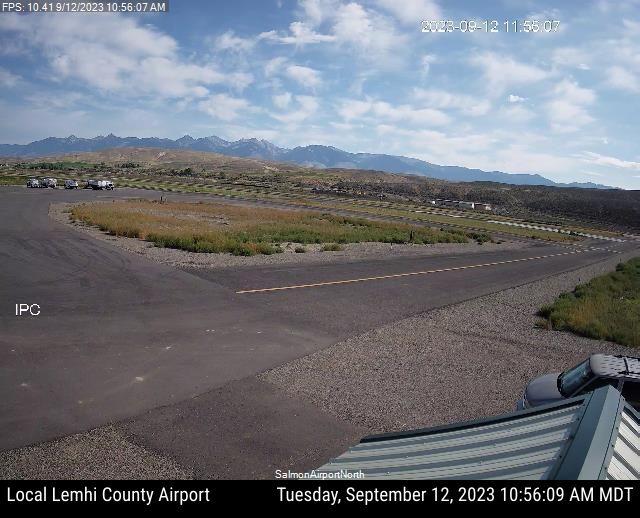 FPS: 10.41 9/12/2023 10:56:07 AM
2023-09-12 11:55:07
IPC
SalmonAirportNorth
Local Lemhi County Airport Tuesday, September 12, 2023 10:56:09 AM MDT